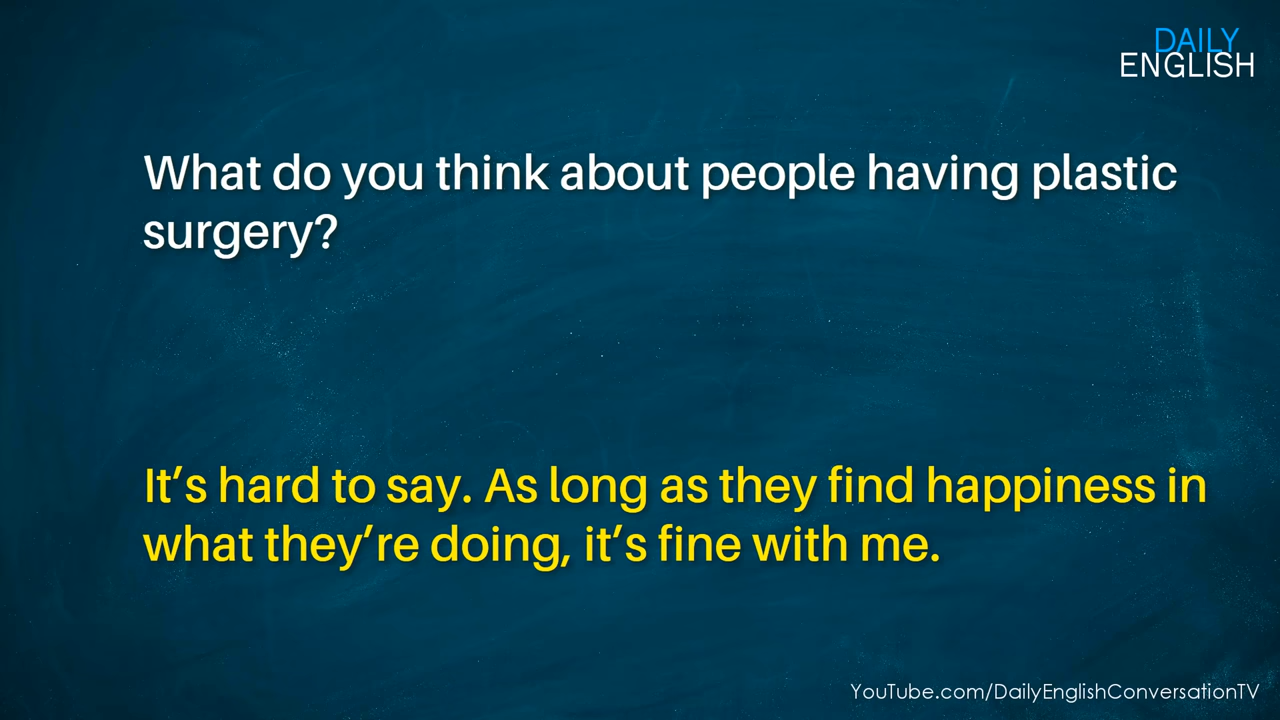 DAILY
ENGLISH
What do you think about people having plastic
surgery?
It’s hard to say. As long as they find happiness in
what they’re doing, it’s fine with me.
YouTube.com/DailyEnglishConversationTV